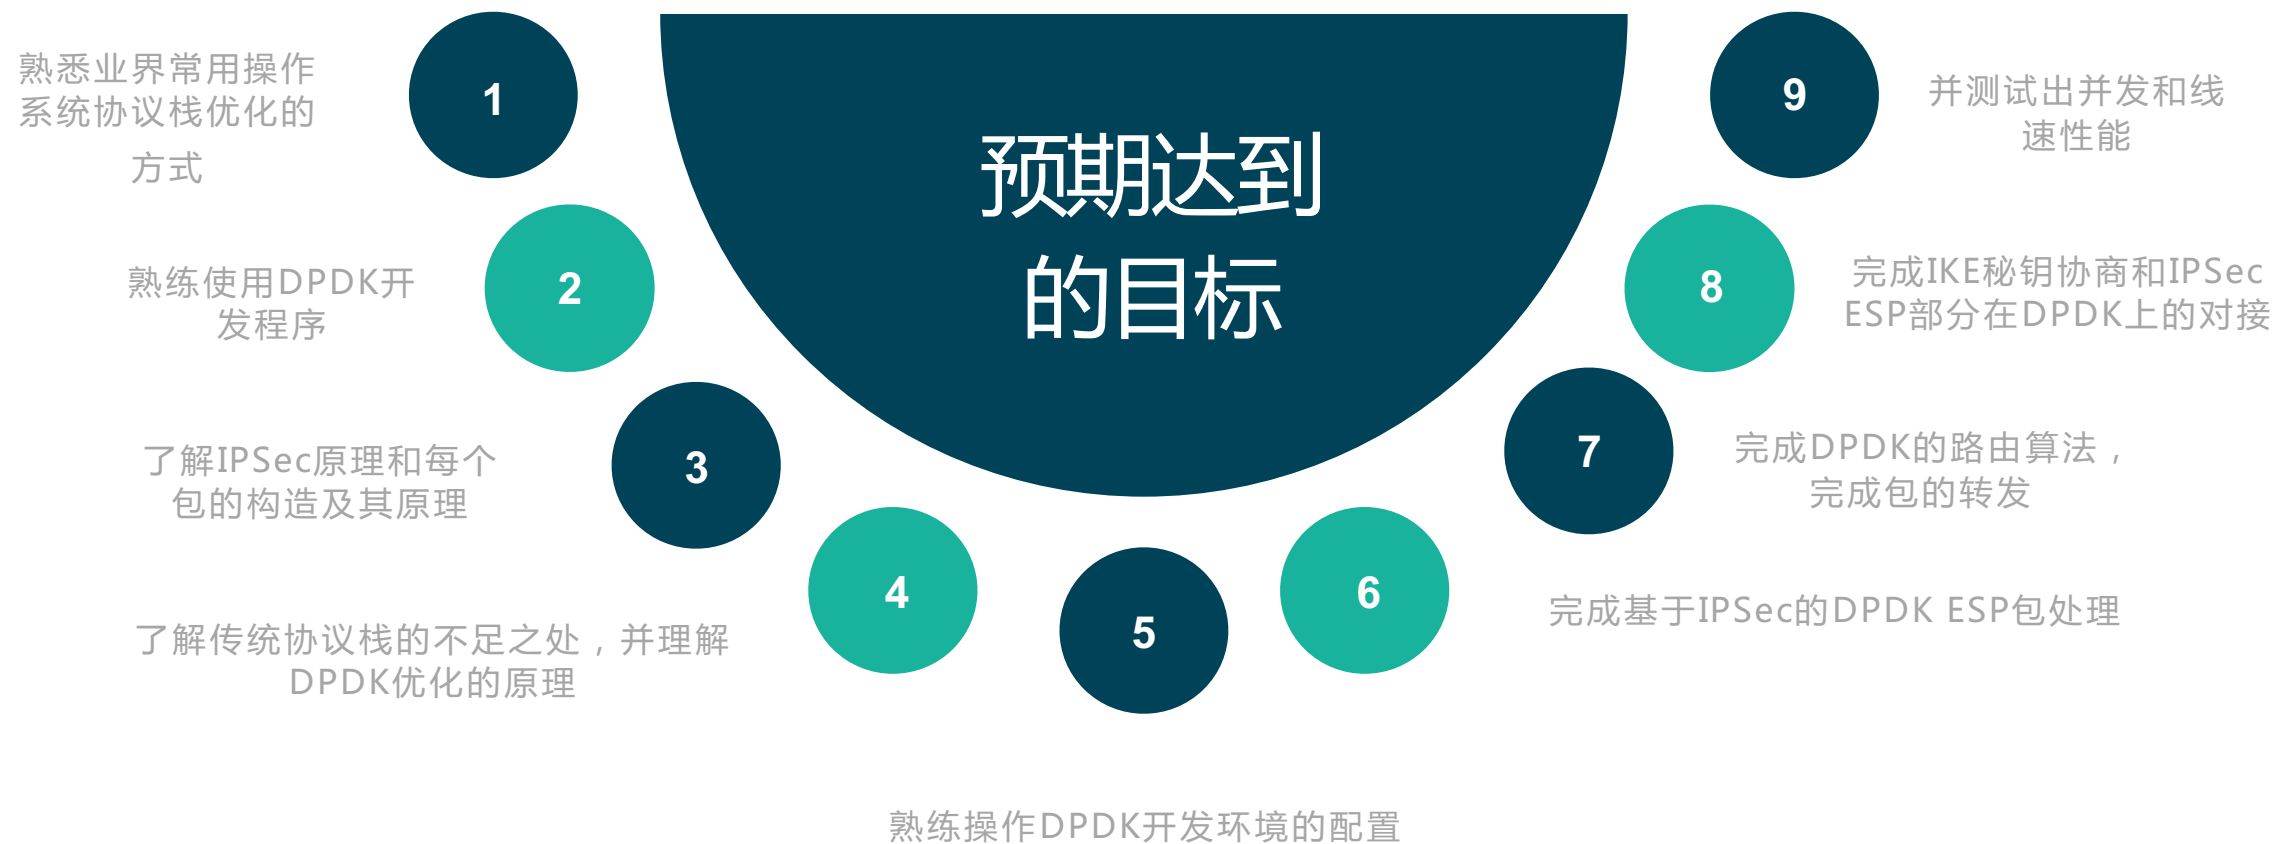 预期达到
的目标
1
熟悉业界常用操作
系统协议栈优化的
方式
2
熟练使用DPDK开
发程序
3
了解IPSec原理和每个
包的构造及其原理
4
了解传统协议栈的不足之处，并理解
DPDK优化的原理
5
熟练操作DPDK开发环境的配置
6
完成基于IPSec的DPDK ESP包处理
7
完成DPDK的路由算法，
完成包的转发
8
完成IKE秘钥协商和IPSec
ESP部分在DPDK上的对接
9
并测试出并发和线
速性能